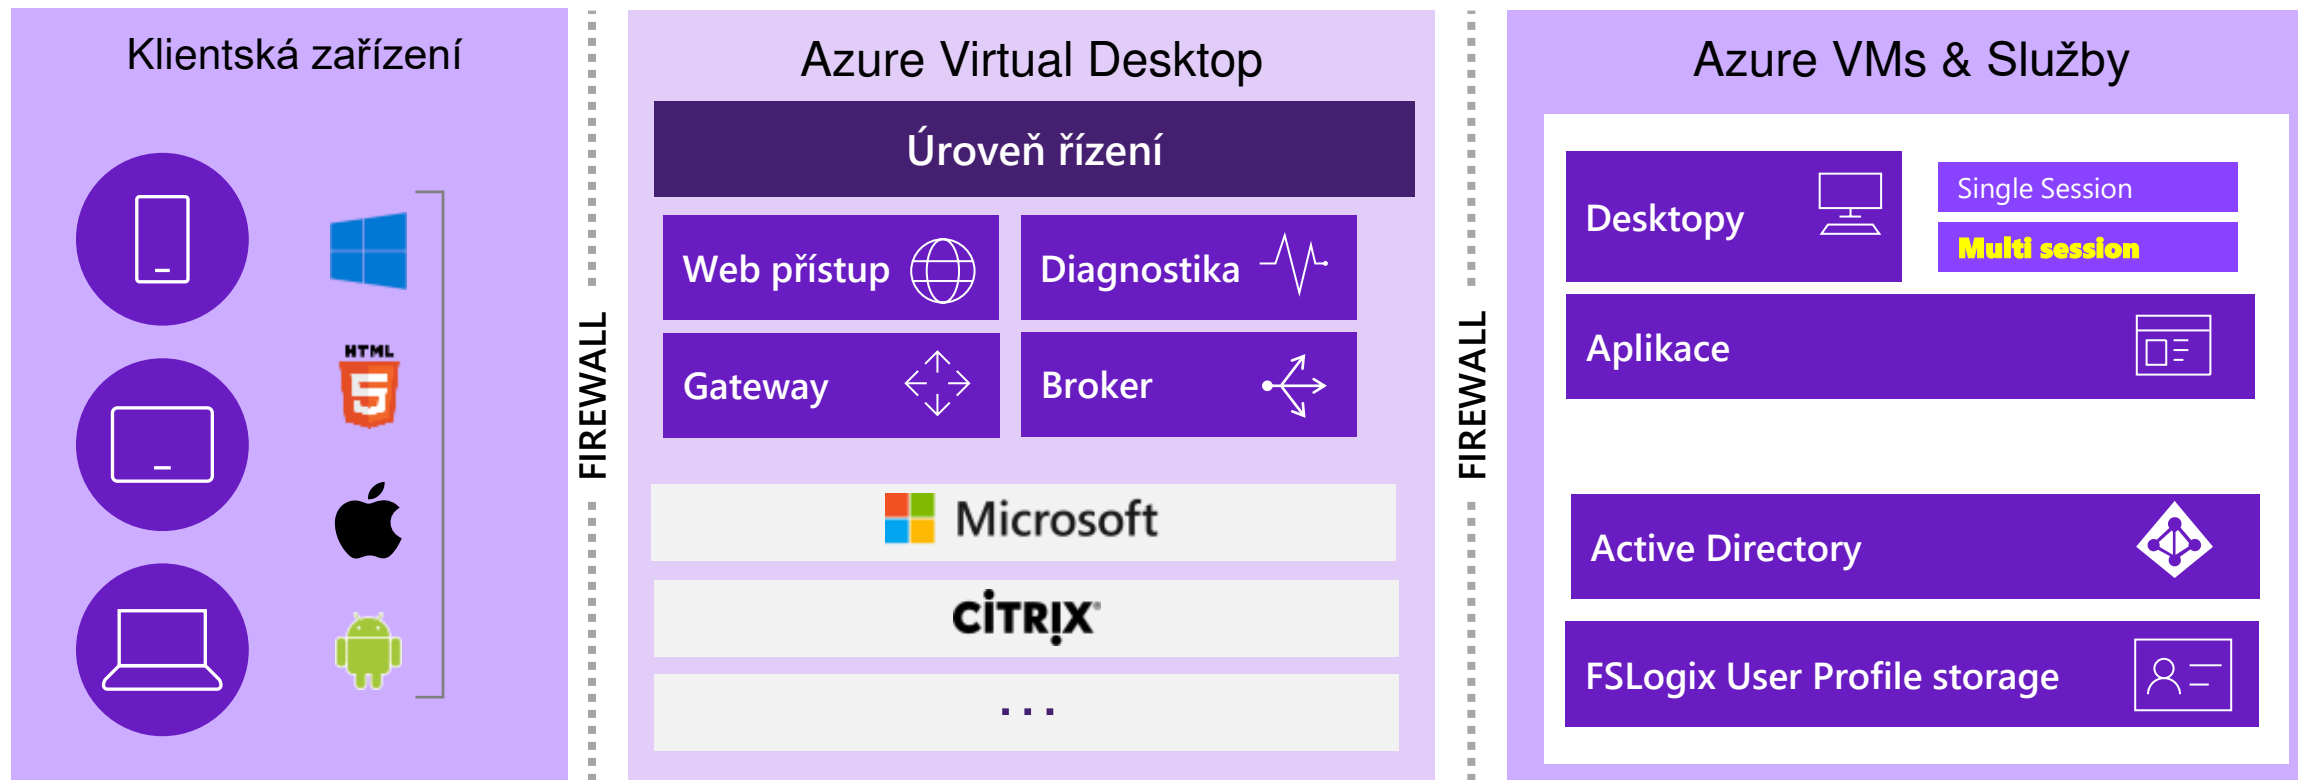 Klientská zařízení
HTML
5
FIREWALL
Azure Virtual Desktop
Úroveň řízení
Web přístup
Diagnostika
Gateway
Broker
Microsoft
CiTRIX
...
FIREWALL
Azure VMs & Služby
Desktopy
Single Session
Multi session
Aplikace
Active Directory
FSLogix User Profile storage